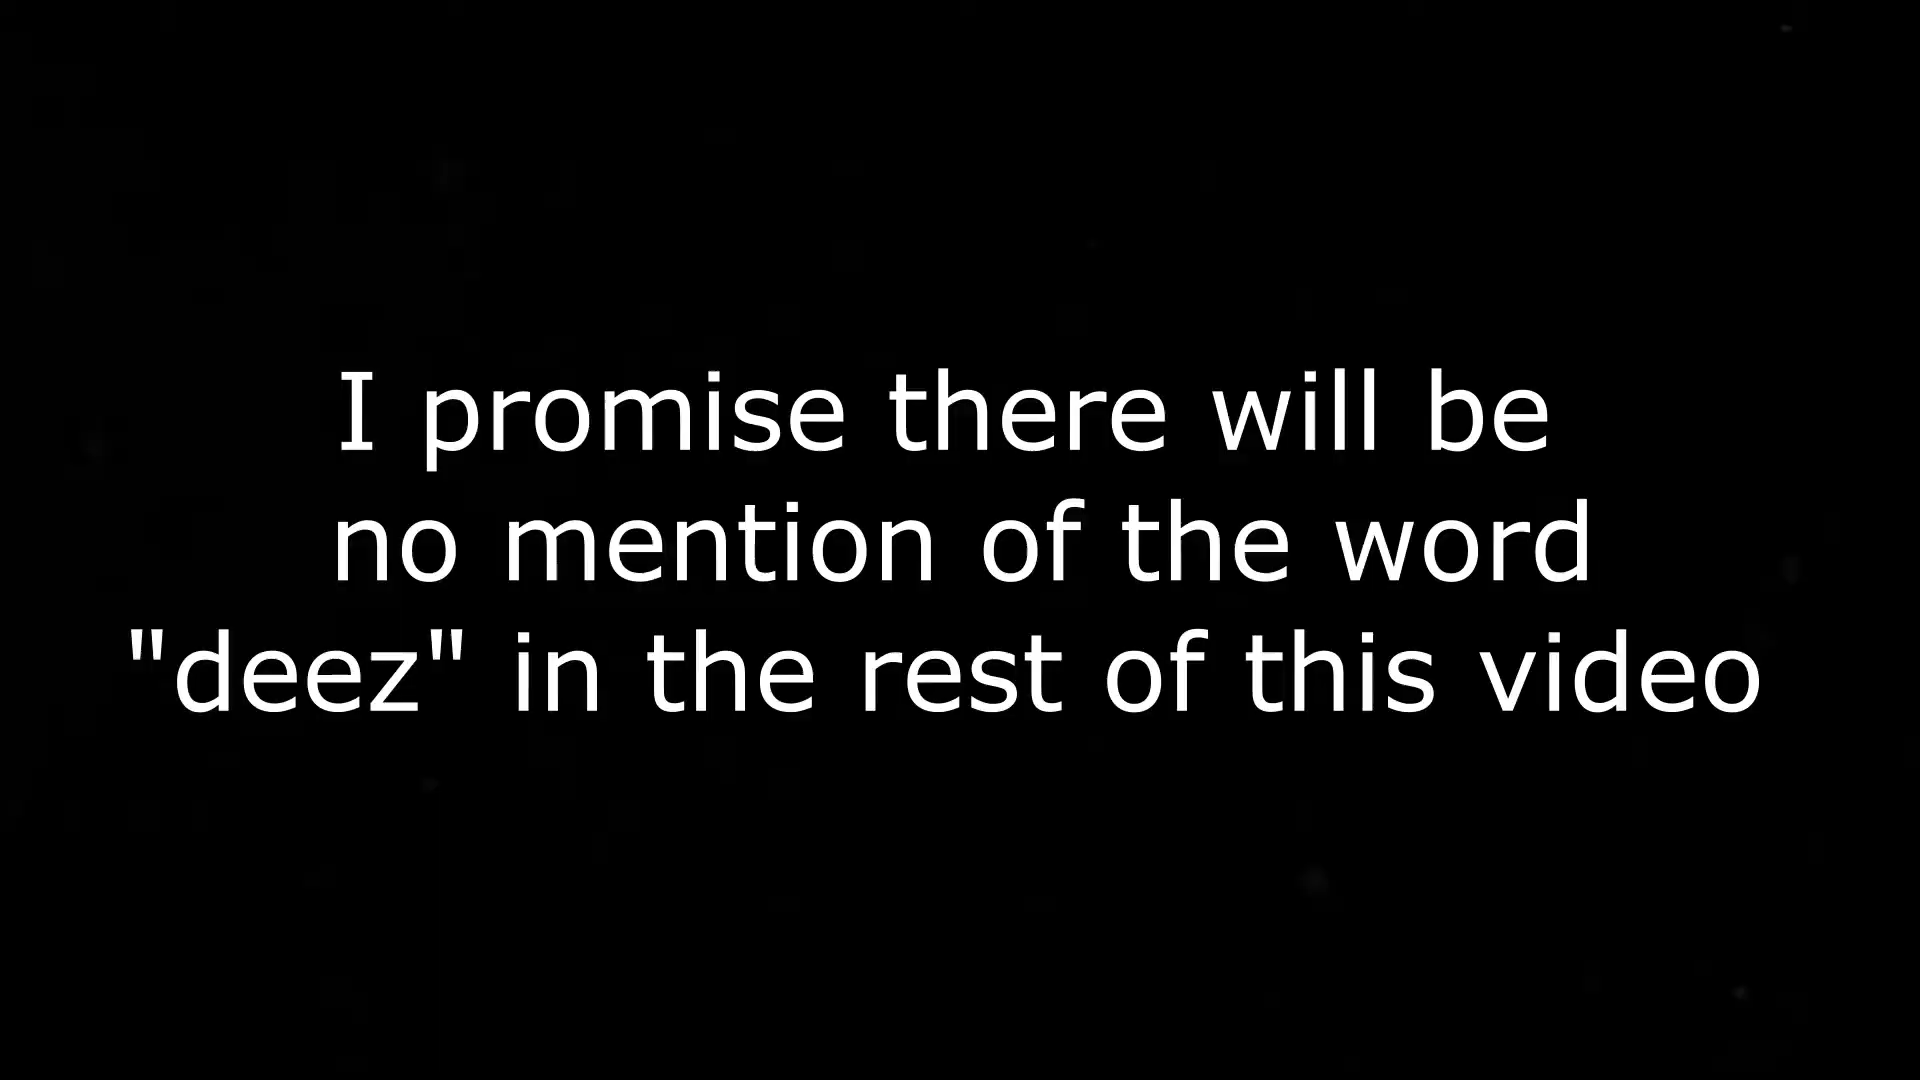 I promise there will be
no mention of the word
"deez" in the rest of this video